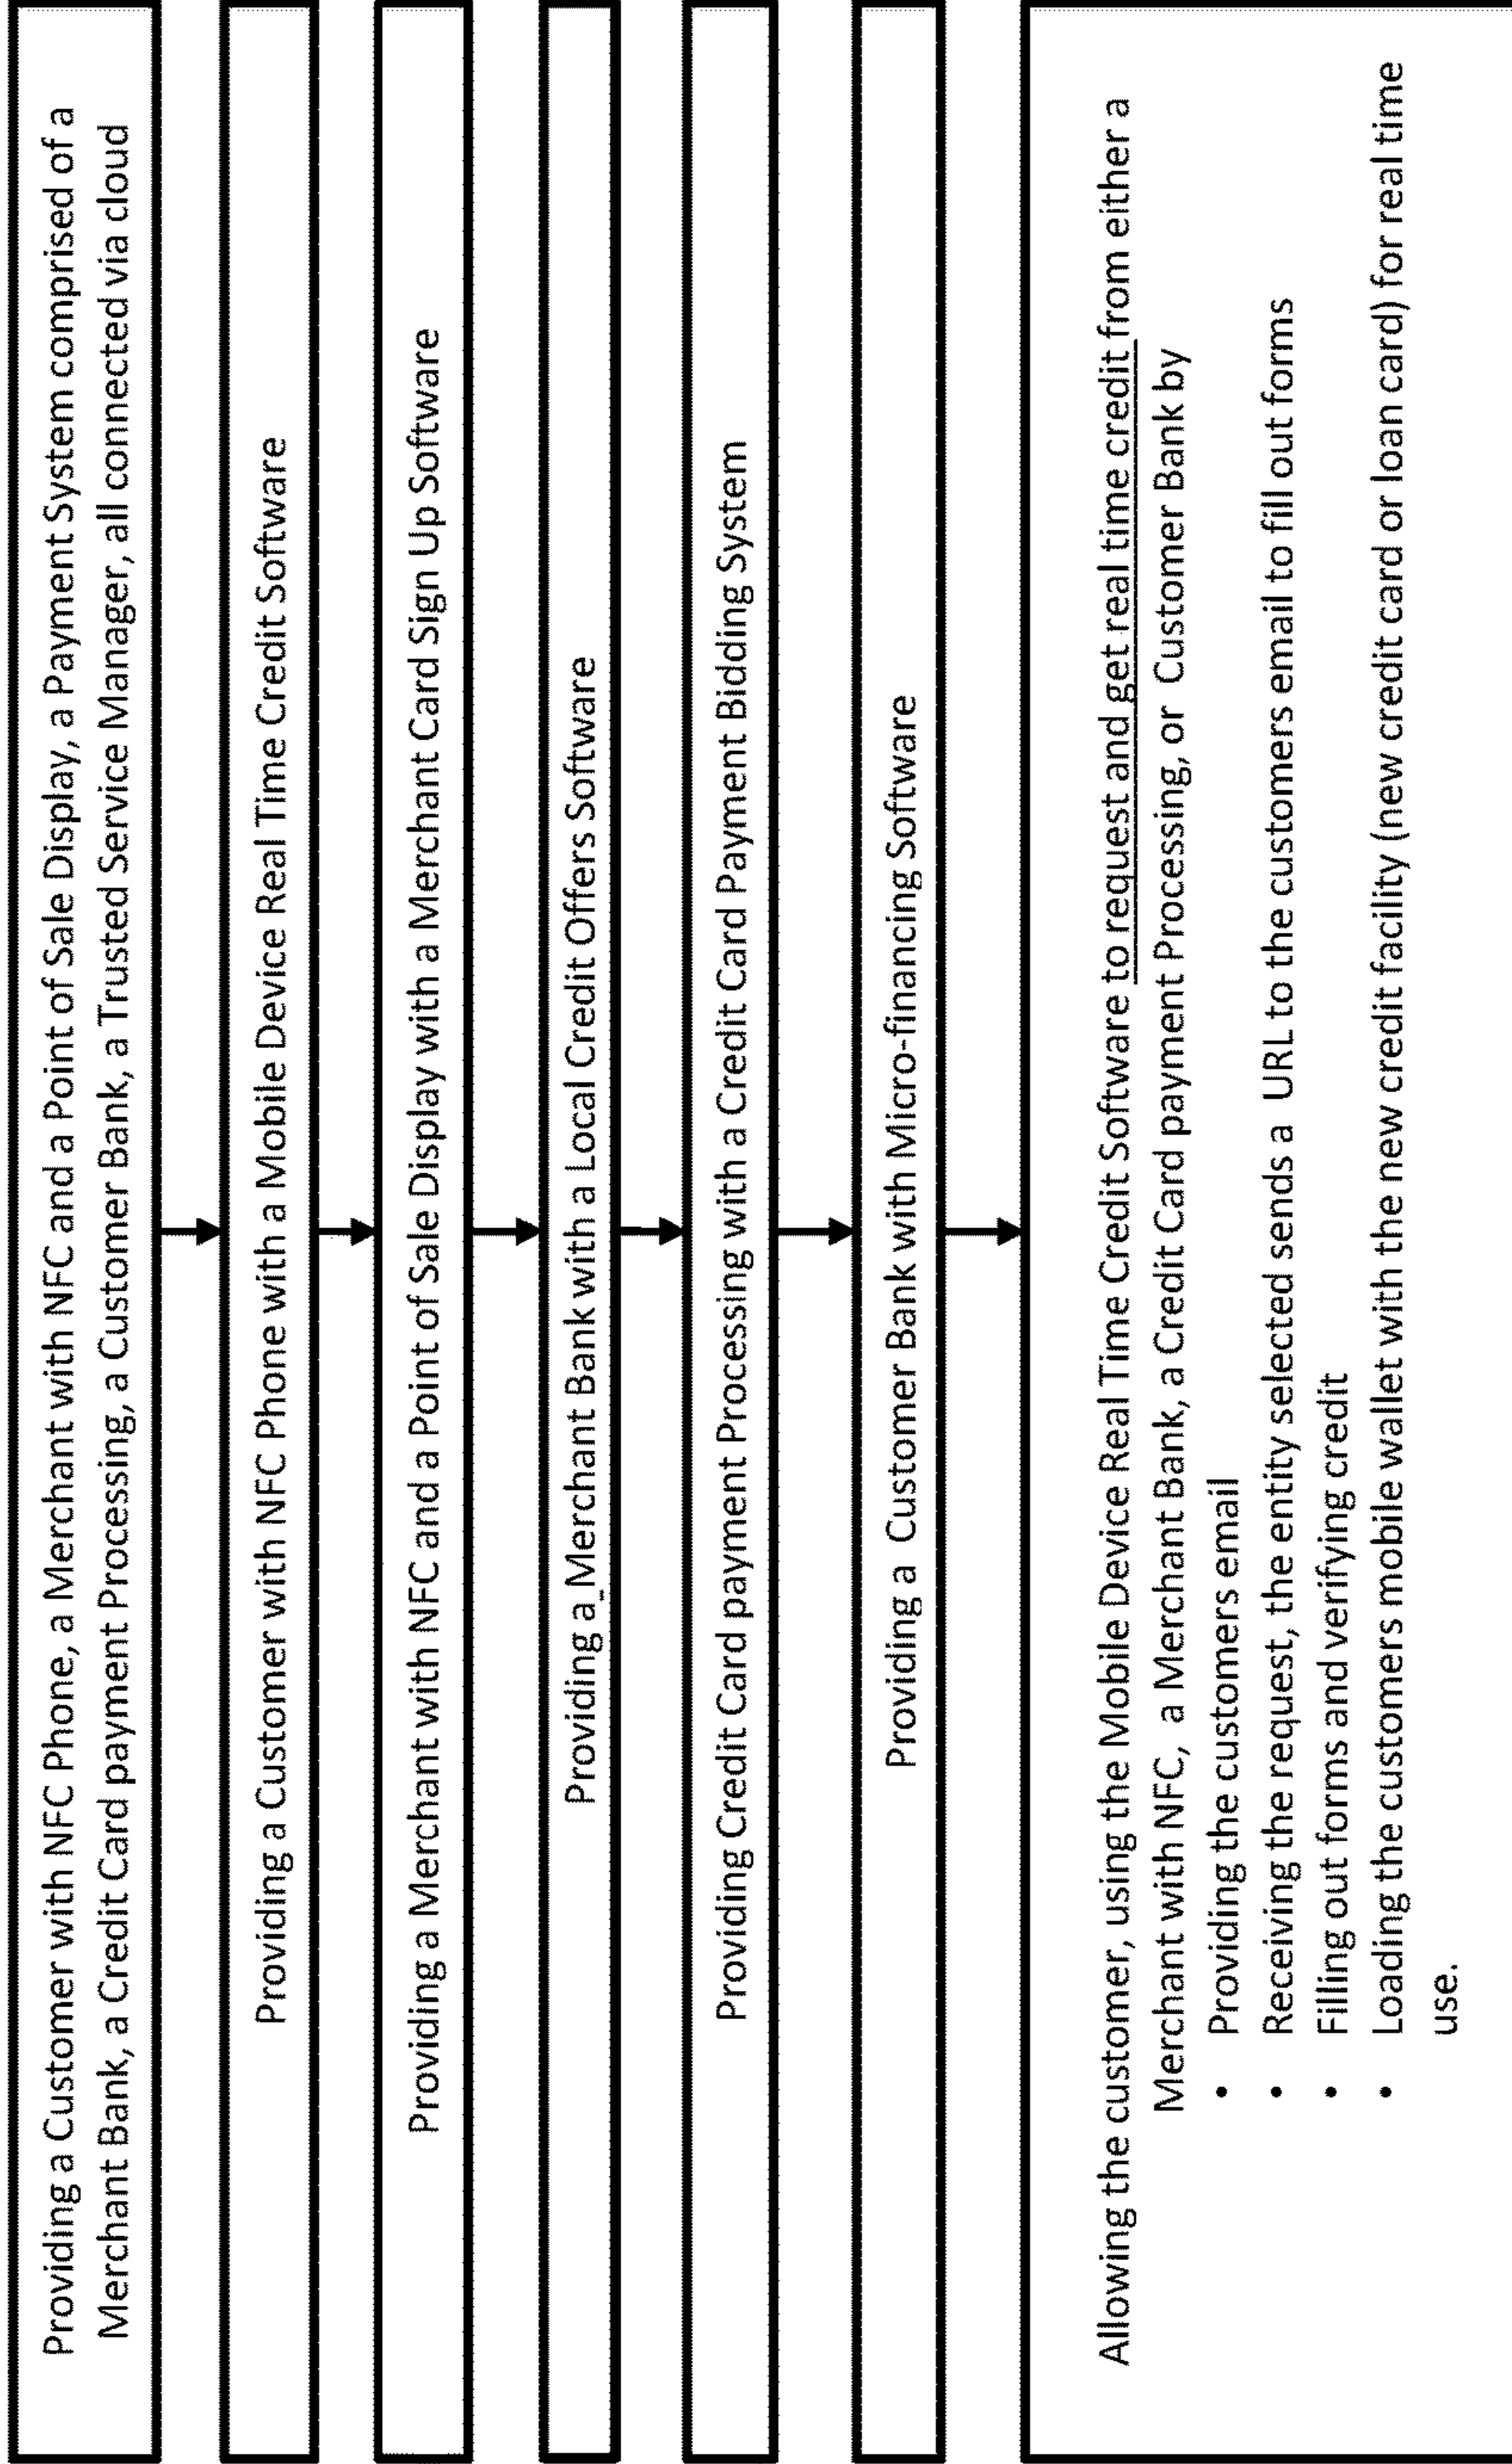 Providing a Customer with NFC Phone, a Merchant with NFC and a Point of Sale Display, a Payment System comprised of a
Merchant Bank, a Credit Card payment Processing, a Customer Bank, a Trusted Service Manager, all connected via cloud
Providing a Customer with NFC Phone with a Mobile Device Real Time Credit Software
Providing a Merchant with NFC and a Point of Sale Display with a Merchant Card Sign Up Software
Providing a Merchant Bank with a Local Credit Offers Software
Providing Credit Card payment Processing with a Credit Card Payment Bidding System
Providing a Customer Bank with Micro-financing Software
Allowing the customer, using the Mobile Device Real Time Credit Software to request and get real time credit from either a
Merchant with NFC, a Merchant Bank, a Credit Card payment Processing, or Customer Bank by
• Providing the customers email
• Receiving the request, the entity selected sends a URL to the customers email to fill out forms
• Filling out forms and verifying credit
• Loading the customers mobile wallet with the new credit facility (new credit card or loan card) for real time
use.